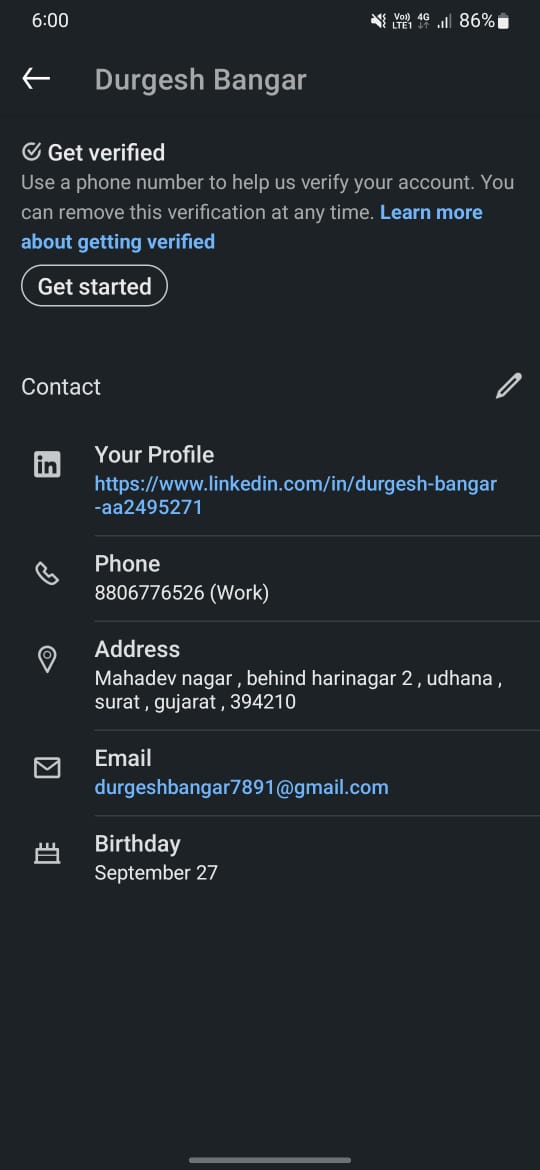 6:00 Vo)) LTE1 4G 86%
Durgesh Bangar
Get verified
Use a phone number to help us verify your account. You
can remove this verification at any time. Learn more
about getting verified
Get started
Contact
in
Your Profile
https://www.linkedin.com/in/durgesh-bangar
-aa2495271
Phone
8806776526 (Work)
Address
Mahadev nagar , behind harinagar 2 , udhana ,
surat , gujarat , 394210
Email
durgeshbangar7891@gmail.com
Birthday
September 27